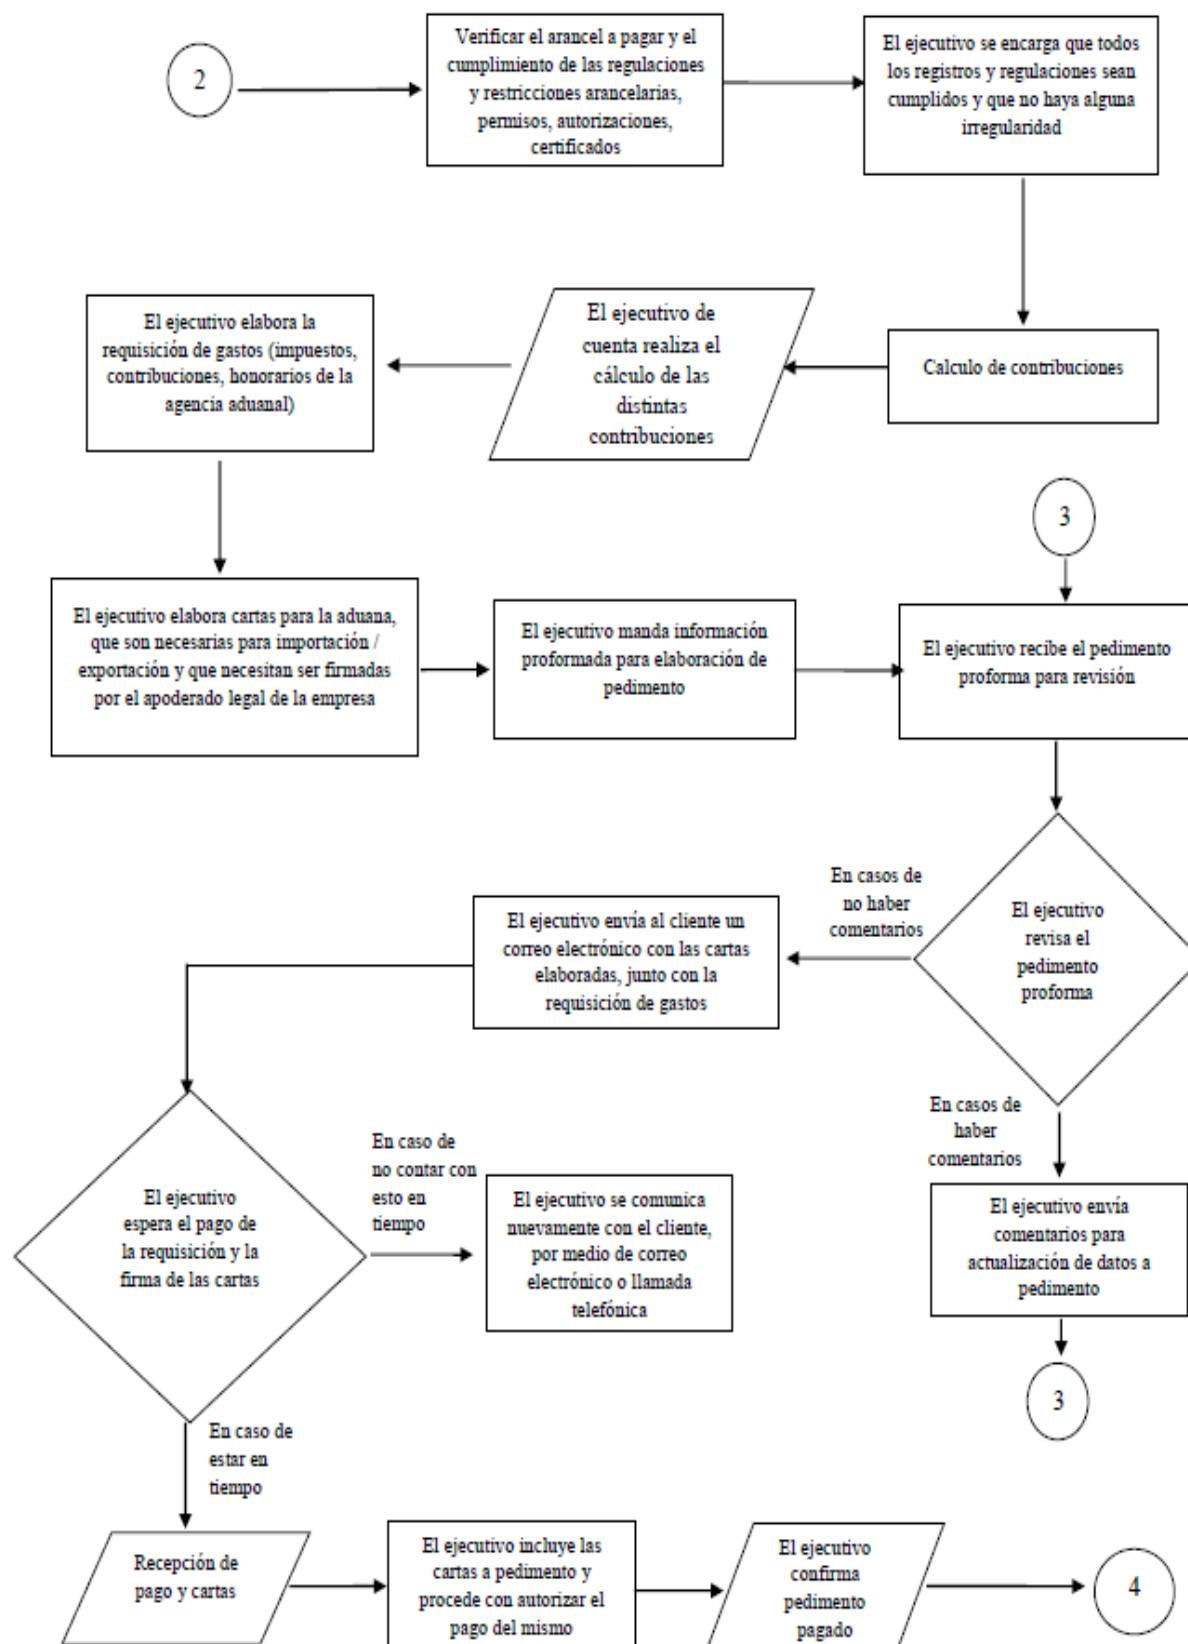 2
Verificar el arancel a pagar y el
cumplimiento de las regulaciones
y restricciones arancelarias,
permisos, autorizaciones,
certificados
El ejecutivo se encarga que todos
los registros y regulaciones sean
cumplidos y que no haya alguna
irregularidad
Calculo de contribuciones
El ejecutivo de
cuenta realiza el
cálculo de las
distintas
contribuciones
El ejecutivo elabora la
requisición de gastos (impuestos,
contribuciones, honorarios de la
agencia aduanal)
El ejecutivo elabora cartas para la aduana,
que son necesarias para importación /
exportación y que necesitan ser firmadas
por el apoderado legal de la empresa
El ejecutivo manda información
proformada para elaboración de
pedimento
3
El ejecutivo recibe el pedimento
proforma para revisión
El ejecutivo
revisa el
pedimento
proforma
En casos de
no haber
comentarios
El ejecutivo envía al cliente un
correo electrónico con las cartas
elaboradas, junto con la
requisición de gastos
En casos de
haber
comentarios
El ejecutivo envía
comentarios para
actualización de datos a
pedimento
3
El ejecutivo
espera el pago de
la requisición y la
firma de las cartas
En caso de
no contar con
esto en
tiempo
El ejecutivo se comunica
nuevamente con el cliente,
por medio de correo
electrónico o llamada
telefónica
En caso de
estar en
tiempo
Recepción de
pago y cartas
El ejecutivo incluye las
cartas a pedimento y
procede con autorizar el
pago del mismo
El ejecutivo
confirma
pedimento
pagado
4